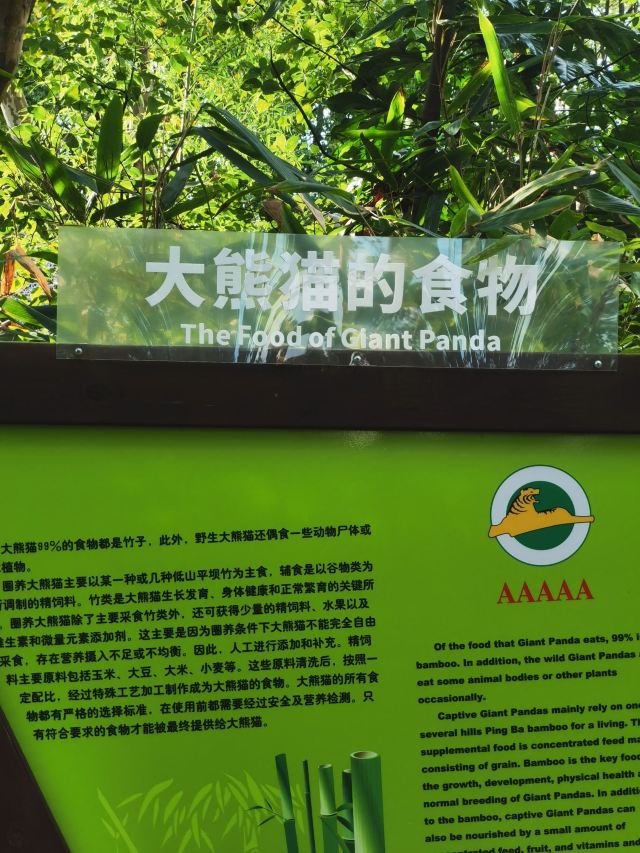 大熊猫的食物
The Food of Giant Panda
大熊猫99%的食物都是竹子，此外，野生大熊猫还偶食一些动物尸体或
植物。
圈养大熊猫主要以某一种或几种低山平坝竹为主食，辅食是以谷物类为
调制的精饲料。竹类是大熊猫生长发育、身体健康和正常繁育的关键所
。圈养大熊猫除了主要采食竹类外，还可获得少量的精饲料、水果以及
生素和微量元素添加剂。这主要是因为圈养条件下大熊猫不能完全自由
采食，存在营养摄入不足或不均衡。因此，人工进行添加和补充。精饲
料主要原料包括玉米、大豆、大米、小麦等。这些原料清洗后，按照一
定配比，经过特殊工艺加工制作成为大熊猫的食物。大熊猫的所有食
物都有严格的选择标准，在使用前都需要经过安全及营养检测。只
有符合要求的食物才能被最终提供给大熊猫。
AAAAA
Of the food that Giant Panda eats, 99% i
bamboo. In addition, the wild Giant Pandas
eat some animal bodies or other plants
occasionally.
Captive Giant Pandas mainly rely on one
several hills Ping Ba bamboo for a living. Th
supplemental food is concentrated feed ma
consisting of grain. Bamboo is the key food
the growth, development, physical health a
normal breeding of Giant Pandas. In additio
to the bamboo, captive Giant Pandas can
also be nourished by a small amount of
feed, fruit, and vitamins and